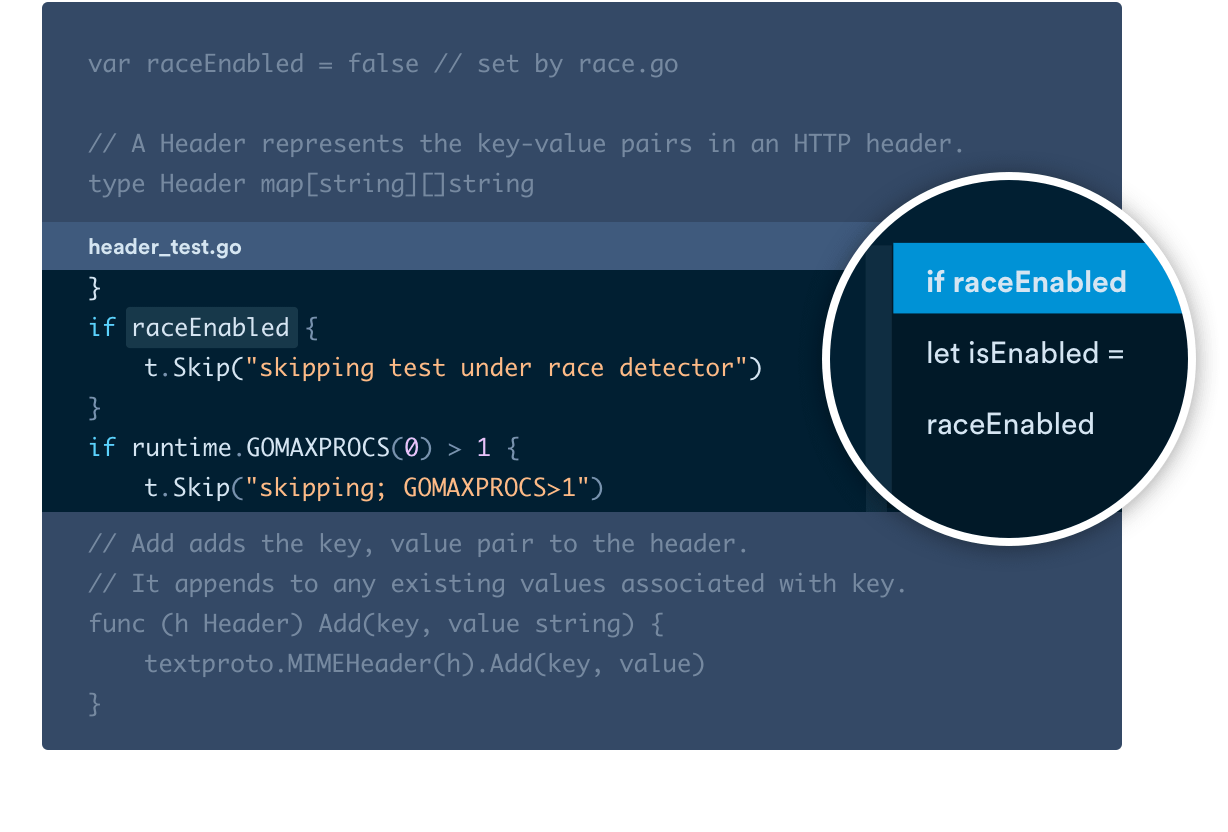 var raceEnabled = false // set by race.go
// A Header represents the key-value pairs in an HTTP header.
type Header map[string][]string
header_test.go
}
if raceEnabled {
    t.Skip("skipping test under race detector")
}
if runtime.GOMAXPROCS(0) > 1 {
    t.Skip("skipping; GOMAXPROCS>1")
if raceEnabled
let isEnabled =
raceEnabled
// Add adds the key, value pair to the header.
// It appends to any existing values associated with key.
func (h Header) Add(key, value string) {
    textproto.MIMEHeader(h).Add(key, value)
}